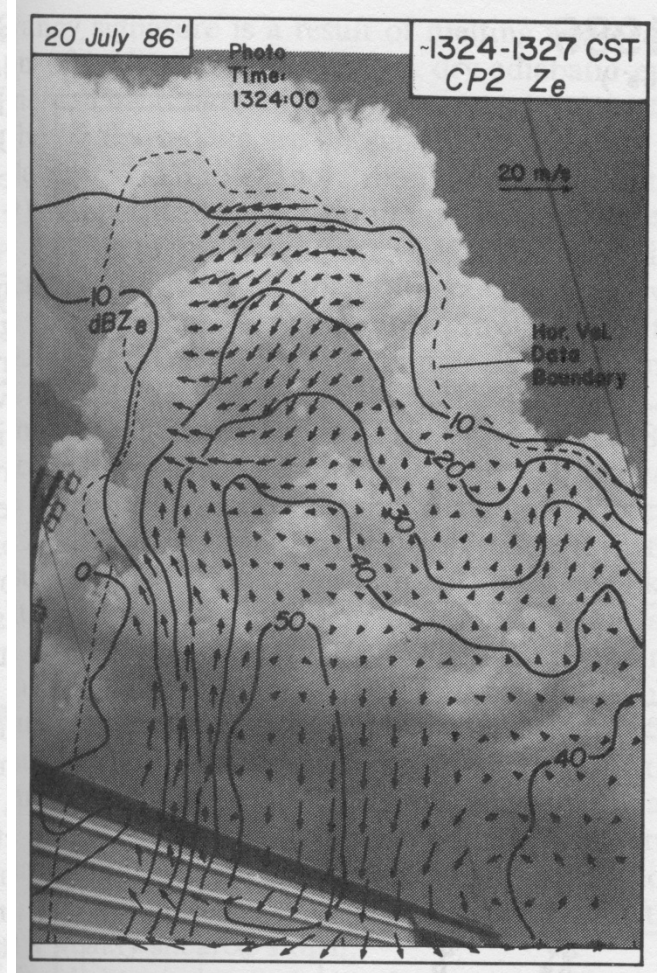 20 July 86'
Photo
Time:
1324:00
~1324-1327 CST
CP2 Ze
20 m/s
10
dBZe
Hor. Vel.
Data
Boundary
10
20
30
0
40
50
40